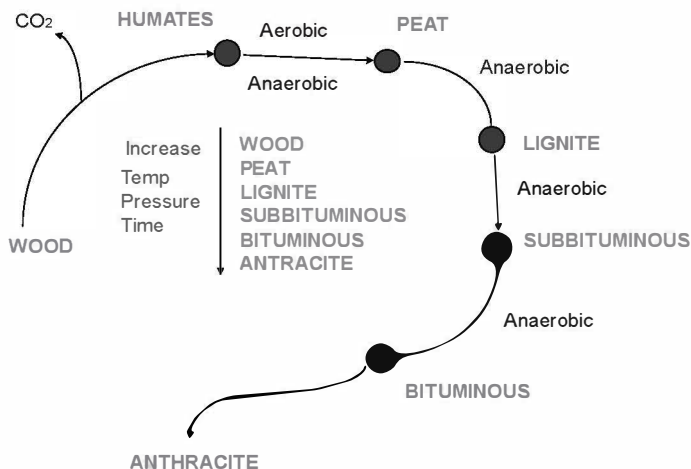 CO₂
HUMATES
Aerobic
PEAT
Anaerobic
Anaerobic
Increase
Temp
Pressure
Time
WOOD
PEAT
LIGNITE
SUBBITUMINOUS
BITUMINOUS
ANTRACITE
LIGNITE
Anaerobic
WOOD
SUBBITUMINOUS
Anaerobic
BITUMINOUS
ANTHRACITE